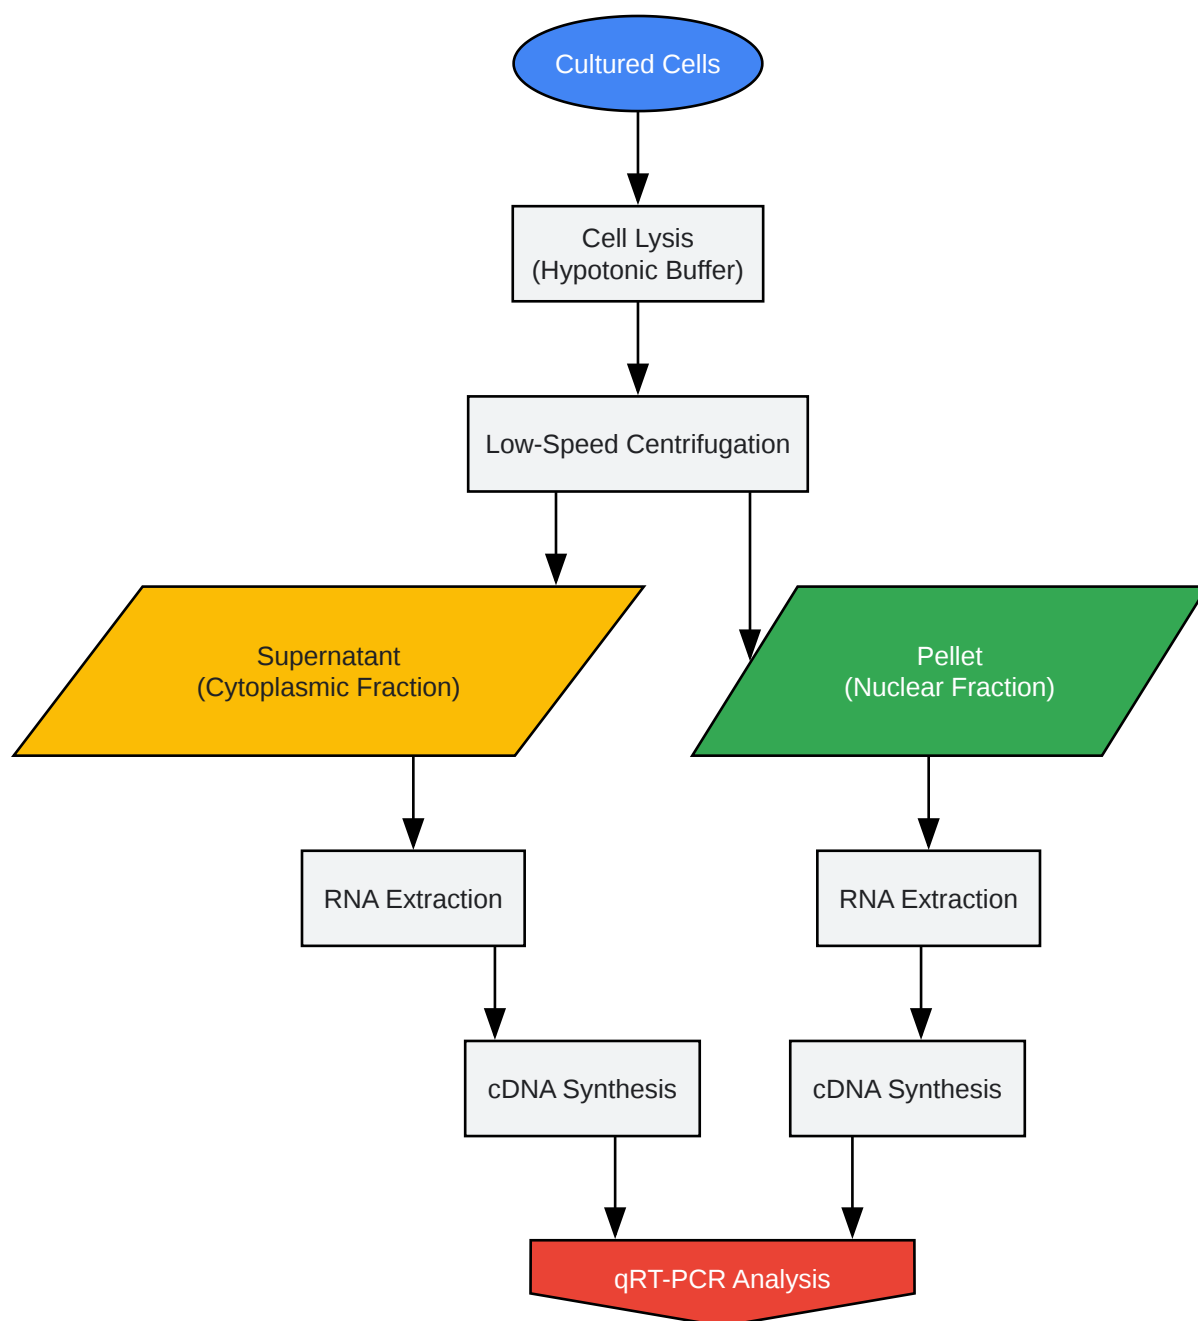 Cultured Cells
Cell Lysis
(Hypotonic Buffer)
Low-Speed Centrifugation
Supernatant
(Cytoplasmic Fraction)
Pellet
(Nuclear Fraction)
RNA Extraction
RNA Extraction
cDNA Synthesis
cDNA Synthesis
qRT-PCR Analysis